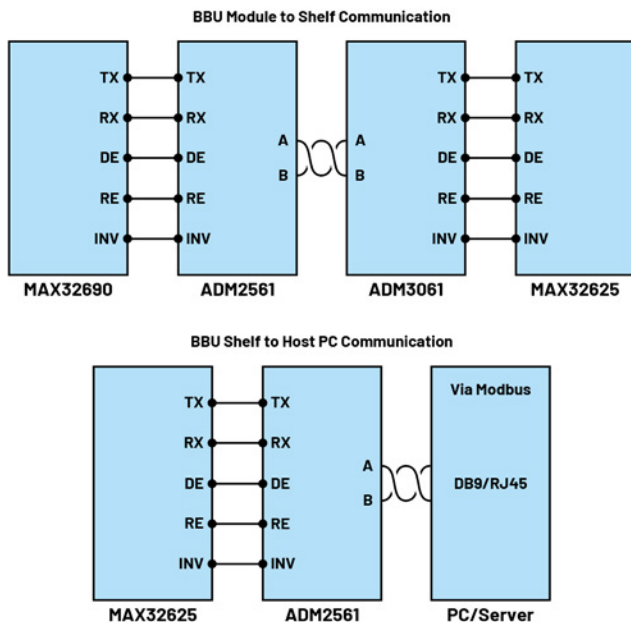 BBU Module to Shelf Communication
TX TX TX TX
RX RX RX RX
A A
DE DE DE DE
B B
RE RE RE RE
INV INV INV INV
MAX32690 ADM2561 ADM3061 MAX32625
BBU Shelf to Host PC Communication
Via Modbus
TX TX
RX RX
A
DE DE DB9/RJ45
B
RE RE
INV INV
MAX32625 ADM2561 PC/Server